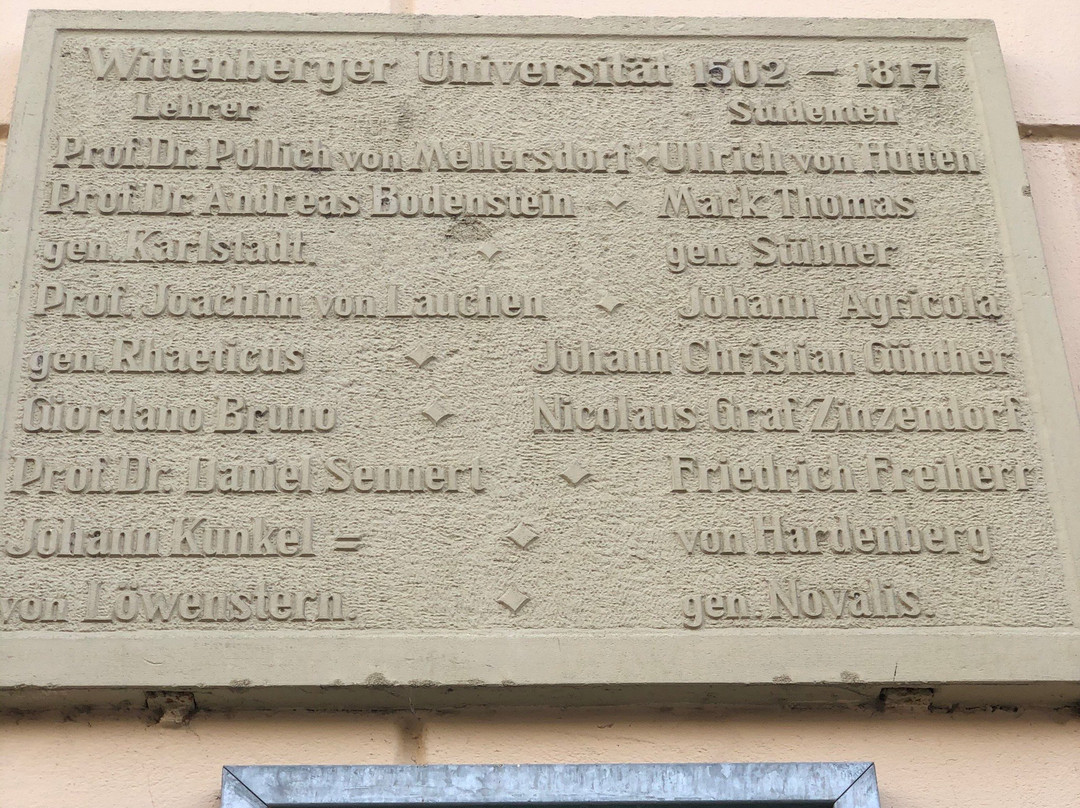 Wittenberger Universität 1502 – 1817
Lehrer Studenten
Prof. Dr. Pollich von Mellersdorf Ullrich von Hutten
Prof. Dr. Andreas Bodenstein Mark Thomas
gen. Karlstadt. gen. Stübner
Prof. Joachim von Lauchen Johann Agricola
gen. Rhaeticus Johann Christian Günther
Giordano Bruno Nicolaus Graf Zinzendorf
Prof. Dr. Daniel Sennert Friedrich Freiherr
Johann Kunkel = von Hardenberg
von Löwenstern. gen. Novalis.